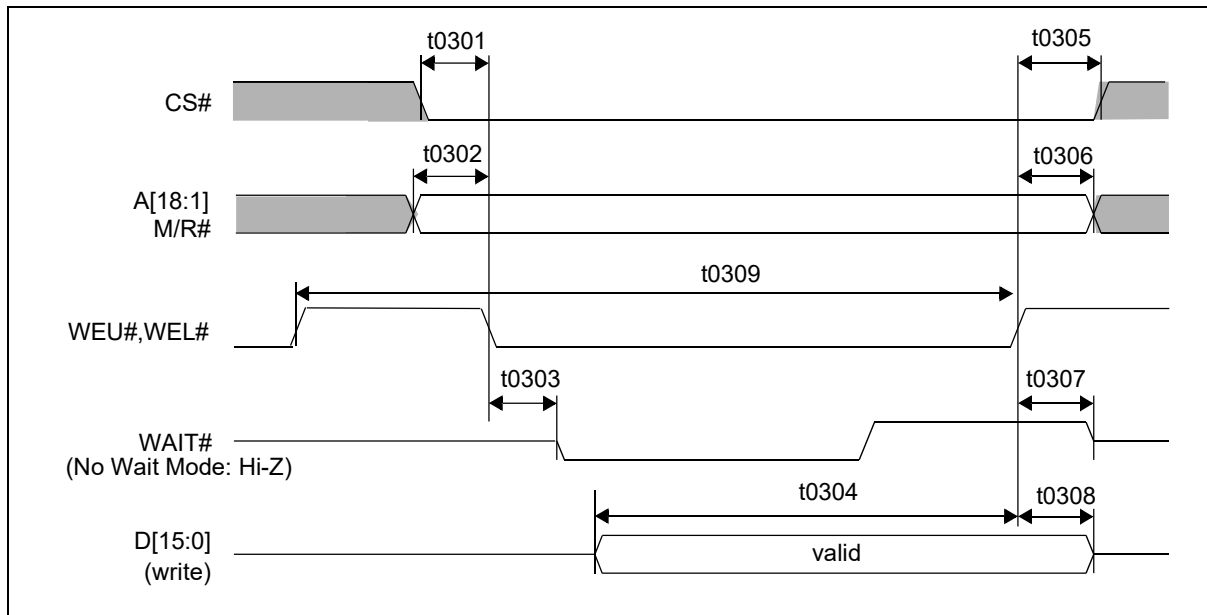 t0301
t0305
CS#
t0302
t0306
A[18:1]
M/R#
t0309
WEU#,WEL#
t0303
t0307
WAIT#
(No Wait Mode: Hi-Z)
t0304
t0308
D[15:0]
(write)
valid